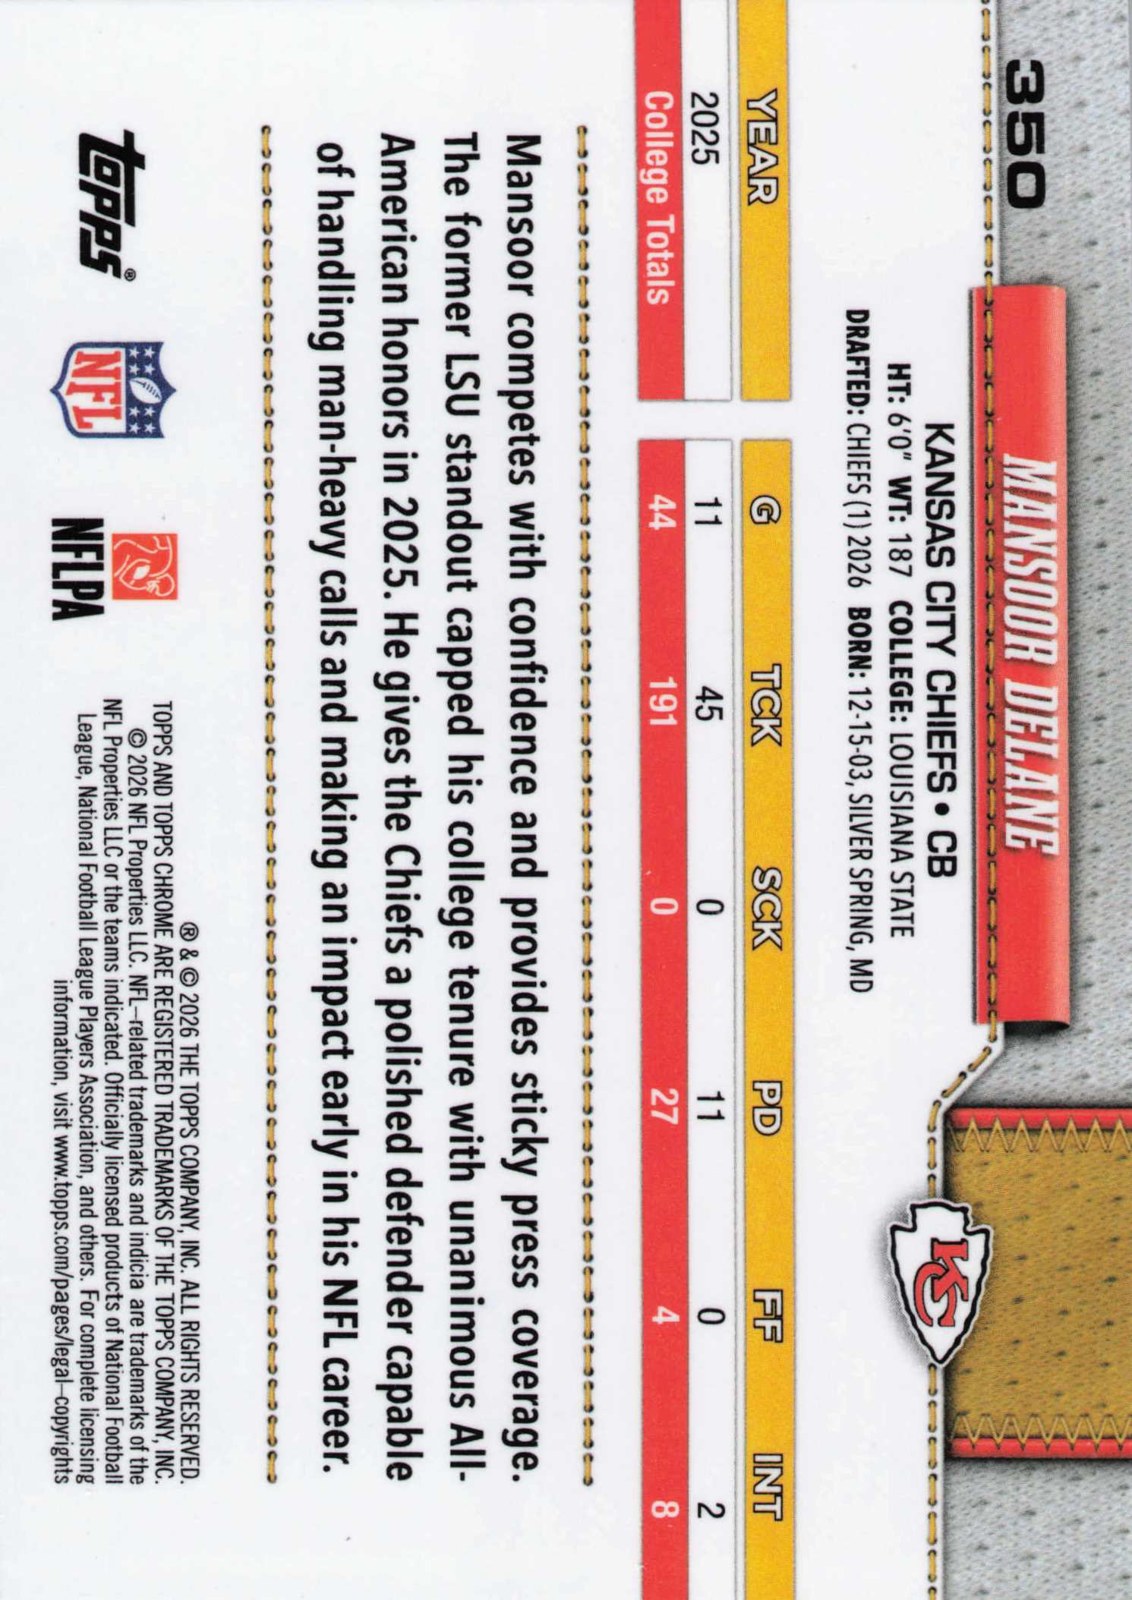 350
MANSOOR DELANE
KANSAS CITY CHIEFS • CB
HT: 6'0" WT: 187 COLLEGE: LOUISIANA STATE
DRAFTED: CHIEFS (1) 2026 BORN: 12-15-03, SILVER SPRING, MD
KC
YEAR G TCK SCK PD FF INT
2025 11 45 0 11 0 2
College Totals 44 191 0 27 4 8
Mansoor competes with confidence and provides sticky press coverage.
The former LSU standout capped his college tenure with unanimous All-
American honors in 2025. He gives the Chiefs a polished defender capable
of handling man-heavy calls and making an impact early in his NFL career.
topps®
NFL
NFLPA
® & © 2026 THE TOPPS COMPANY, INC. ALL RIGHTS RESERVED.
TOPPS AND TOPPS CHROME ARE REGISTERED TRADEMARKS OF THE TOPPS COMPANY, INC.
© 2026 NFL Properties LLC. NFL-related trademarks and indicia are trademarks of the
NFL Properties LLC or the teams indicated. Officially licensed products of National Football
League, National Football League Players Association, and others. For complete licensing
information, visit www.topps.com/pages/legal-copyrights